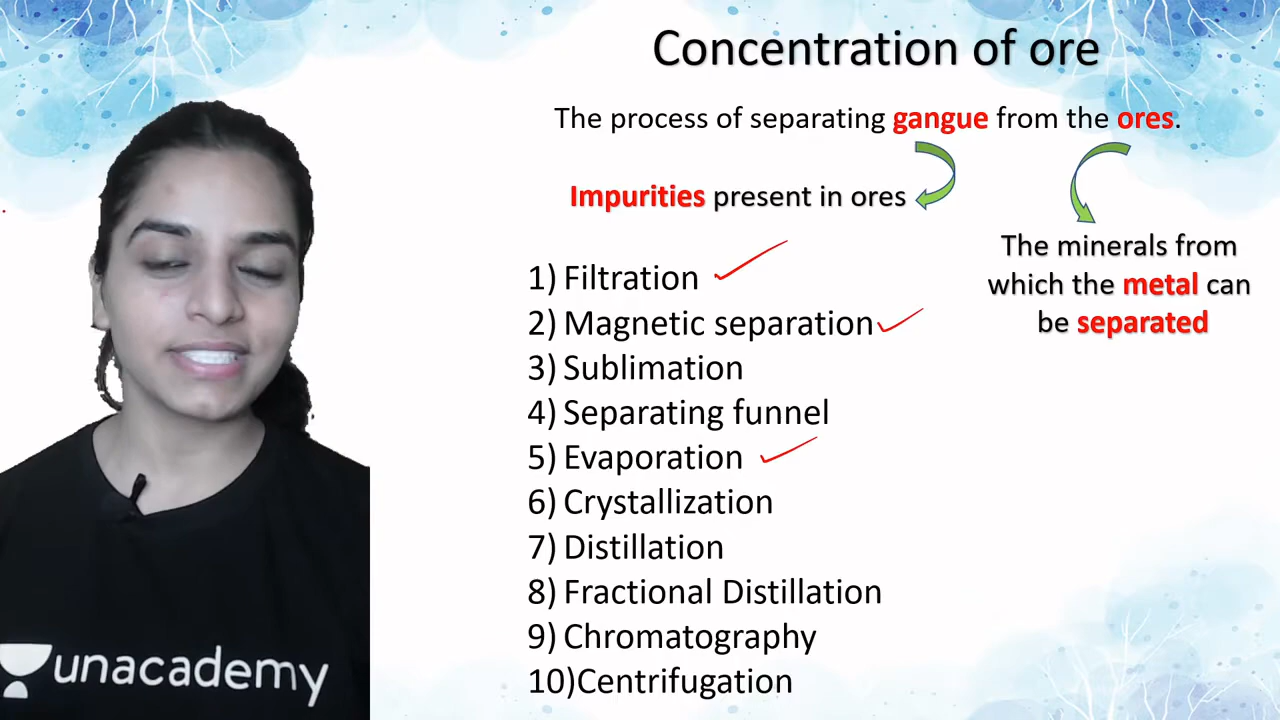 Concentration of ore
The process of separating gangue from the ores.
Impurities present in ores
The minerals from
which the metal can
be separated
1) Filtration
2) Magnetic separation
3) Sublimation
4) Separating funnel
5) Evaporation
6) Crystallization
7) Distillation
8) Fractional Distillation
9) Chromatography
10)Centrifugation
unacademy